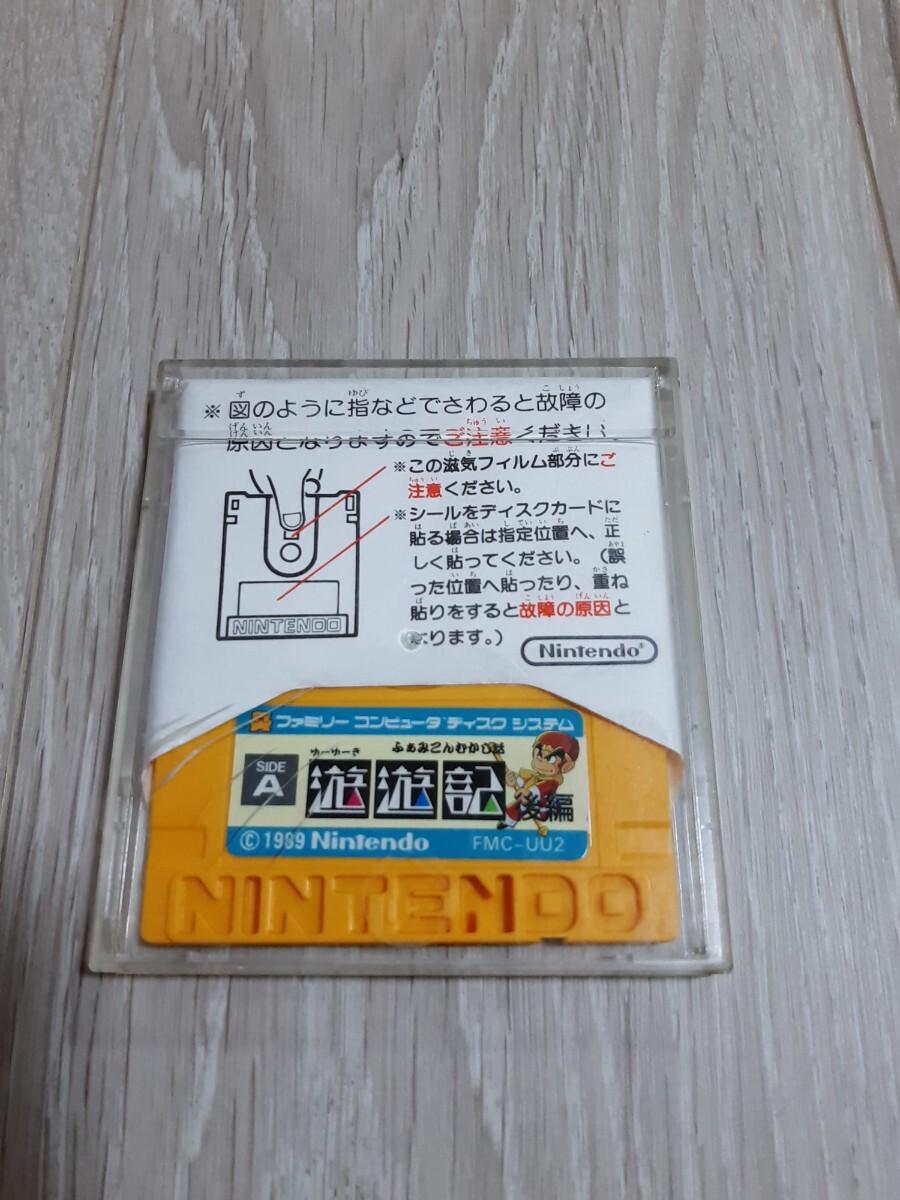 ※図のように指などでさわると故障の
原因となりますのでご注意ください。
※この滋気フィルム部分にご
注意ください。
※シールをディスクカードに
貼る場合は指定位置へ、正
しく貼ってください。(誤
った位置へ貼ったり、重ね
貼りをすると故障の原因と
なります。)
NINTENDO
Nintendo®
ファミリー コンピュータ ディスク システム
ふぁみこんむかし話
ゆーゆーき
SIDE
A
遊遊記
後編
© 1989 Nintendo
FMC-UU2
NINTENDO